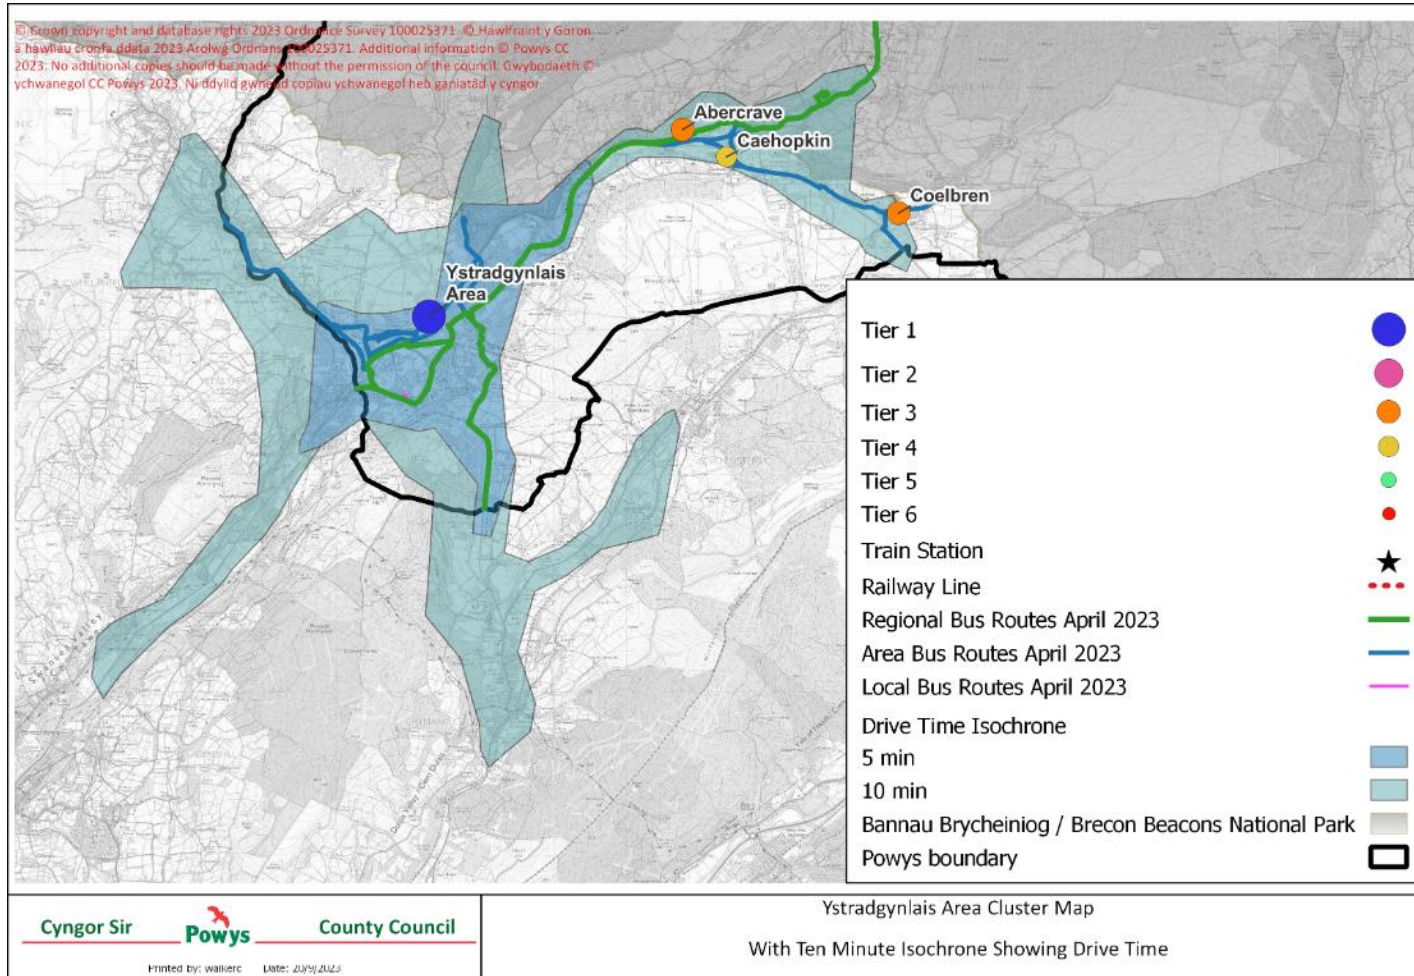 © Crown copyright and database rights 2023 Ordnance Survey 100025371. © Hawlfraint y Goron
a hawliau cronfa ddata 2023 Arolwg Ordnans 100025371. Additional information © Powys CC
2023. No additional copies should be made without the permission of the council. Gwybodaeth ©
ychwanegol CC Powys 2023. Ni ddylid gwneud copiau ychwanegol heb ganiatâd y cyngor
Abercrave
Caehopkin
Coelbren
Ystradgynlais
Area
Tier 1
Tier 2
Tier 3
Tier 4
Tier 5
Tier 6
Train Station
Railway Line
Regional Bus Routes April 2023
Area Bus Routes April 2023
Local Bus Routes April 2023
Drive Time Isochrone
5 min
10 min
Bannau Brycheiniog / Brecon Beacons National Park
Powys boundary
Cyngor Sir Powys County Council
Printed by: walkerc Date: 20/9/2023
Ystradgynlais Area Cluster Map
With Ten Minute Isochrone Showing Drive Time